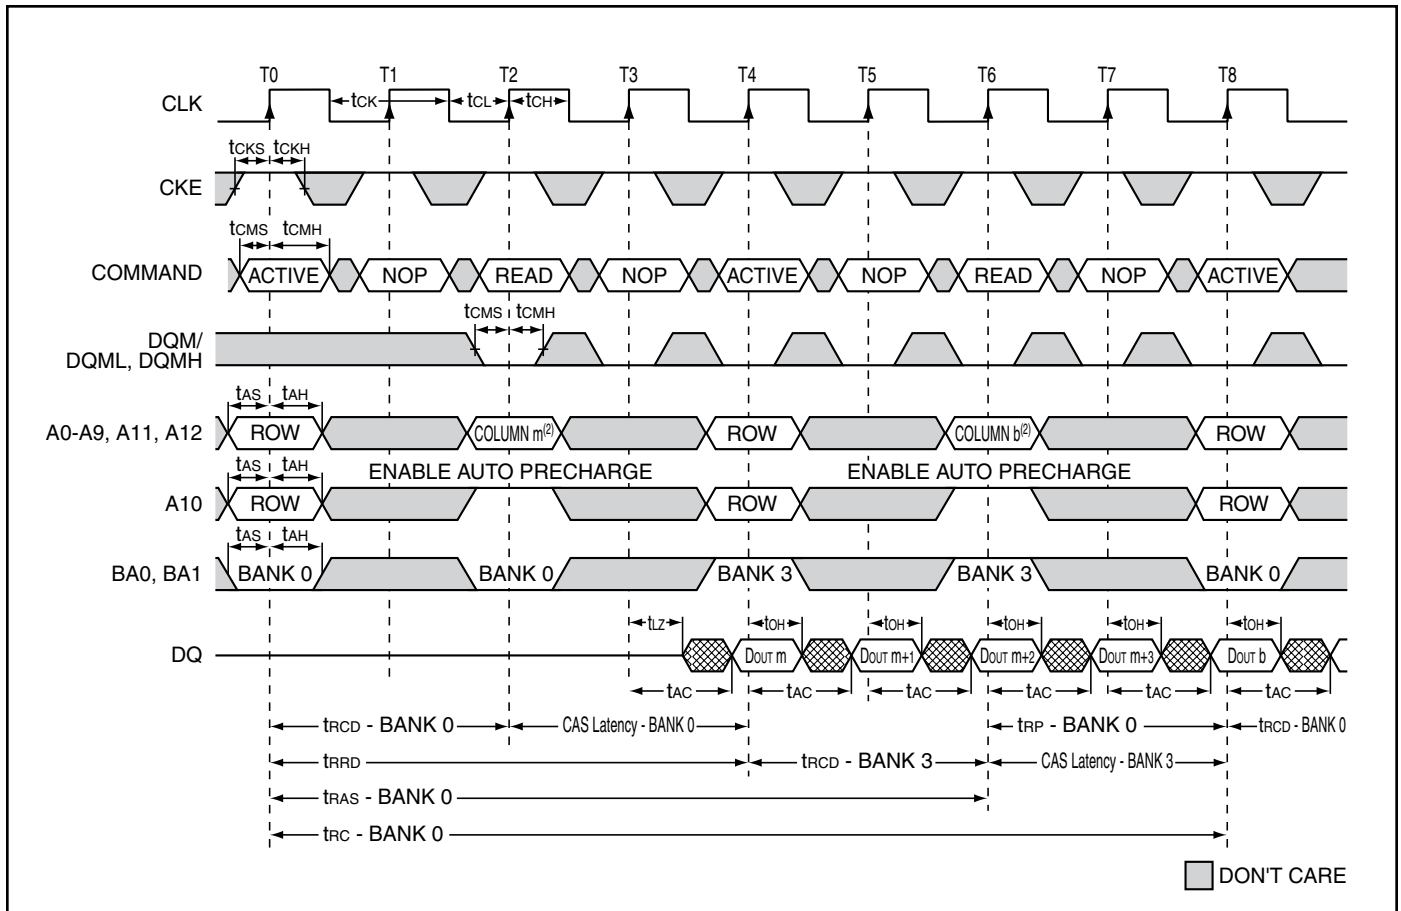 T0 T1 T2 T3 T4 T5 T6 T7 T8
CLK tCK tCL tCH
tCKS tCKH
CKE
tCMS tCMH
COMMAND ACTIVE NOP READ NOP ACTIVE NOP READ NOP ACTIVE
tCMS tCMH
DQM/
DQML, DQMH
tAS tAH
A0-A9, A11, A12 ROW COLUMN m(2) ROW COLUMN b(2) ROW
tAS tAH ENABLE AUTO PRECHARGE ENABLE AUTO PRECHARGE
A10 ROW ROW ROW
tAS tAH
BA0, BA1 BANK 0 BANK 0 BANK 3 BANK 3 BANK 0
tLZ tOH tOH tOH tOH tOH
DQ DOUT m DOUT m+1 DOUT m+2 DOUT m+3 DOUT b
tAC tAC tAC tAC tAC tAC
tRCD - BANK 0 CAS Latency - BANK 0 tRP - BANK 0 tRCD - BANK 0
tRRD tRCD - BANK 3 CAS Latency - BANK 3
tRAS - BANK 0
tRC - BANK 0
DON'T CARE